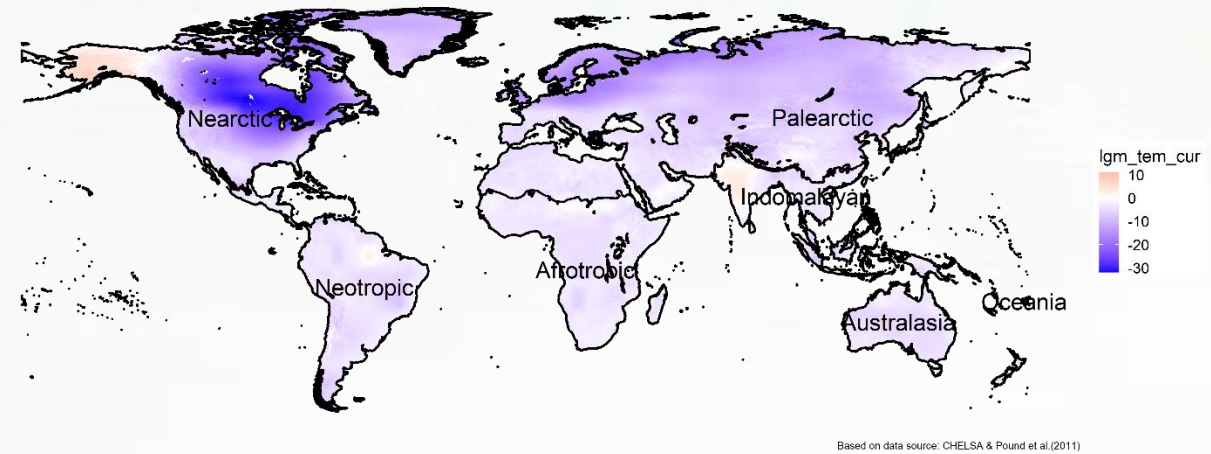 Nearctic
Palearctic
lgm_tem_cur
10
0
-10
-20
-30
Indomalayan
Afrotropic
Neotropic
Oceania
Australasia
Based on data source: CHELSA & Pound et al.(2011)